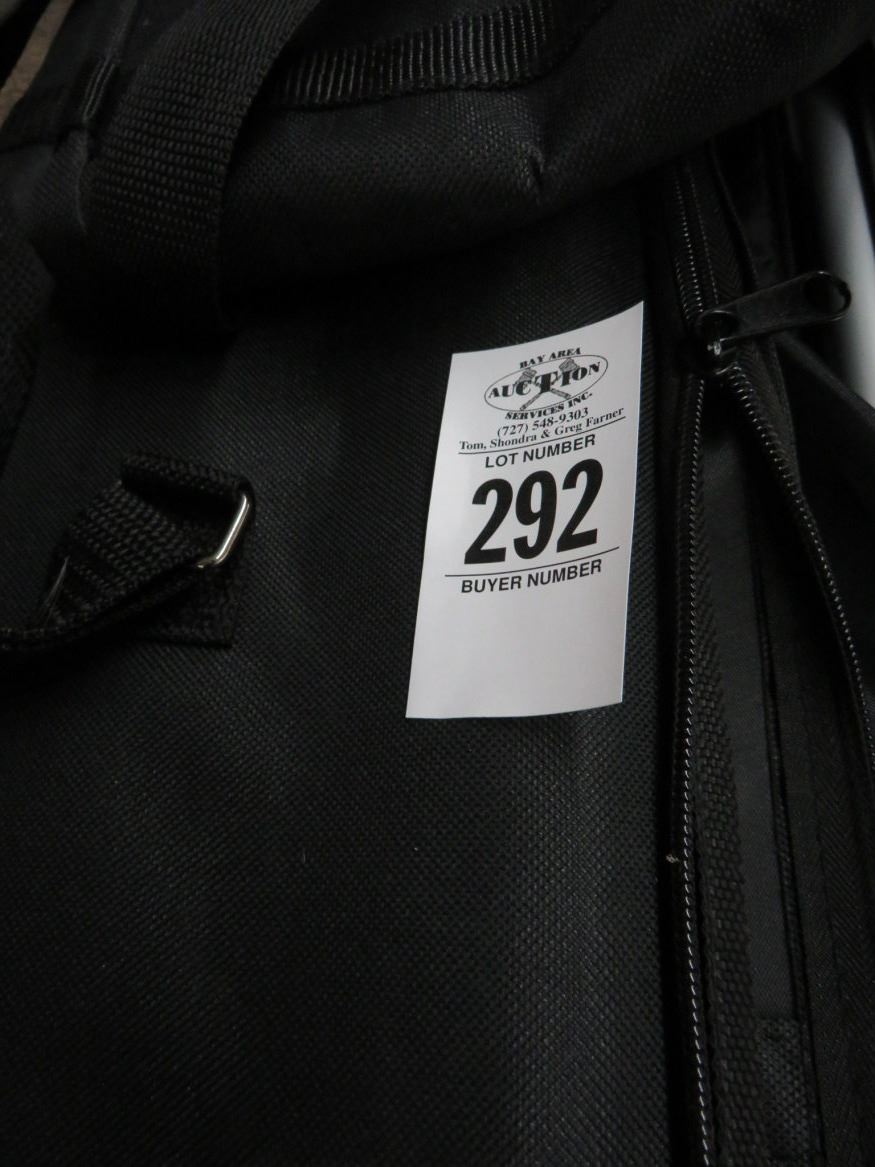 BAY AREA
AUCTION
SERVICES INC.
(727) 548-9303
Tom, Shondra & Greg Farner
LOT NUMBER
292
BUYER NUMBER